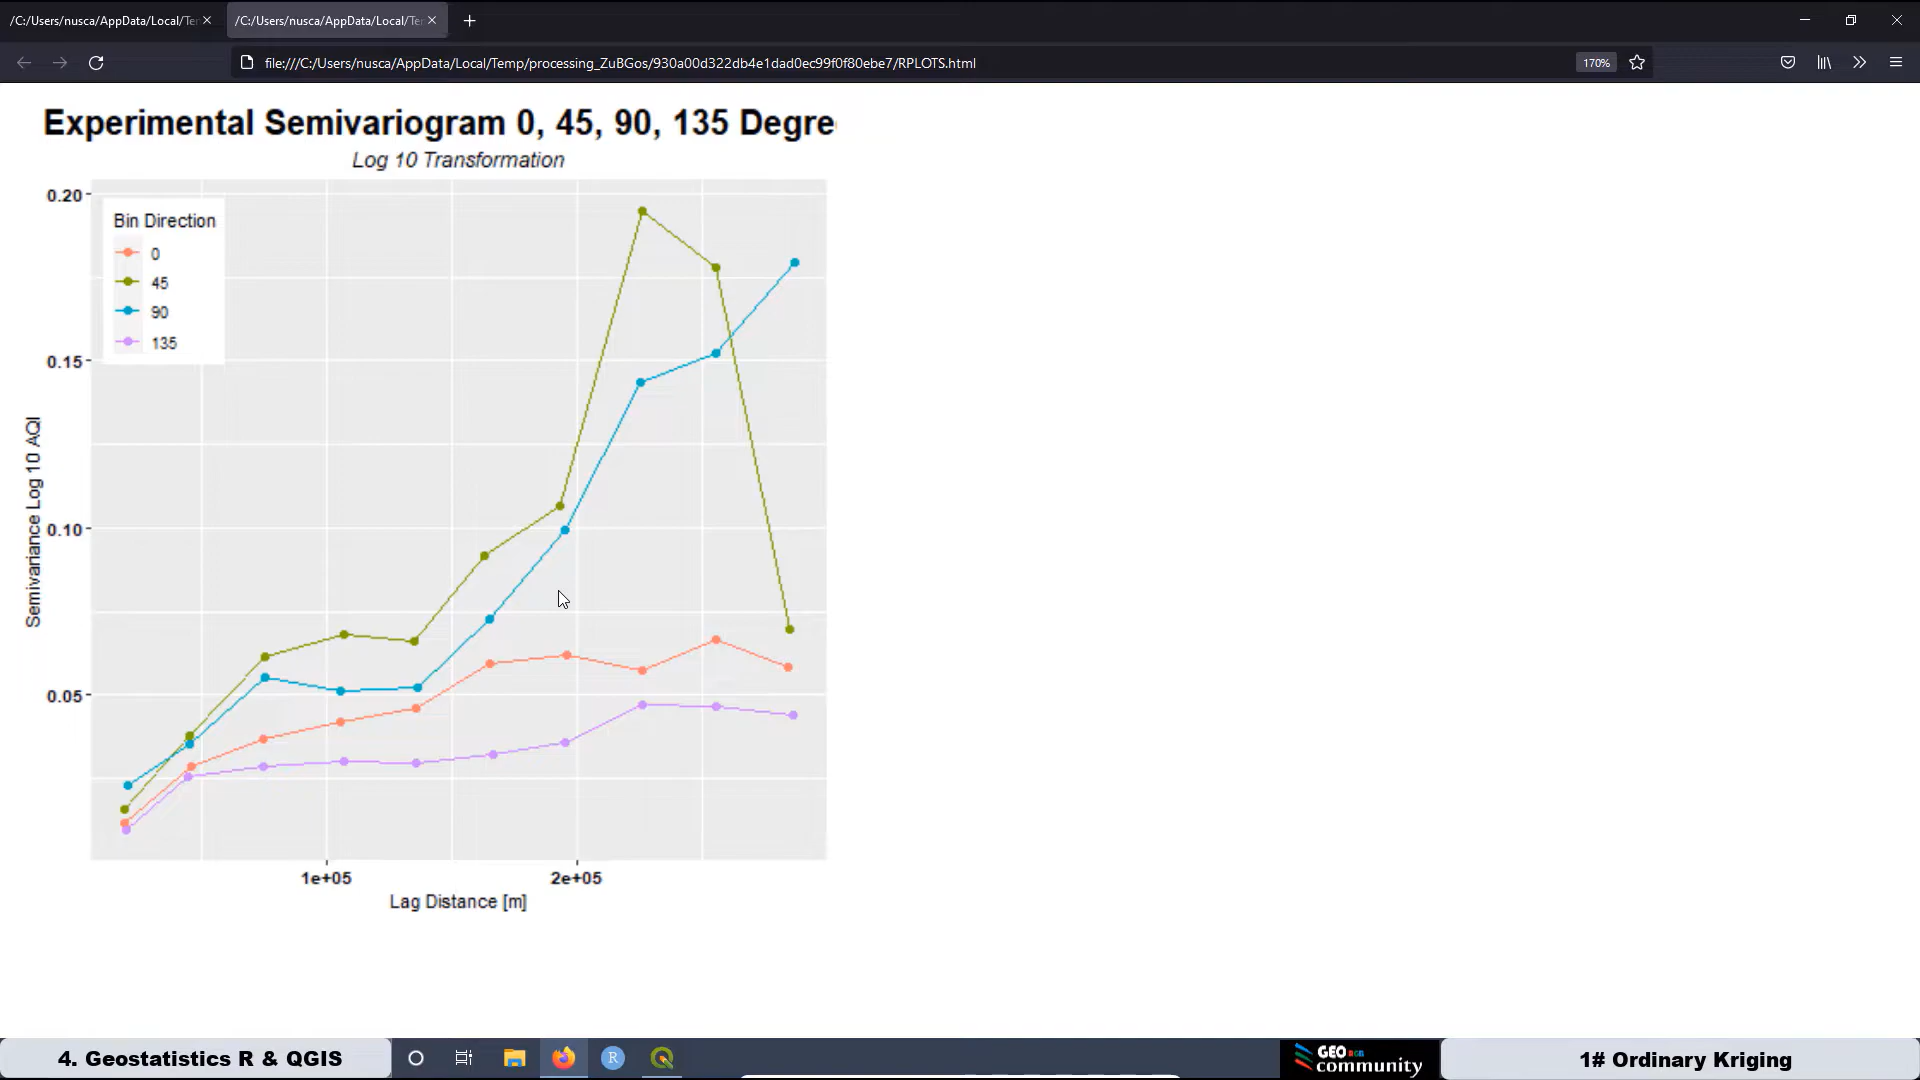 /C:/Users/nusca/AppData/Local/Te
/C:/Users/nusca/AppData/Local/Te
file:///C:/Users/nusca/AppData/Local/Temp/processing_ZuBGos/930a00d322db4e1dad0ec99f0f80ebe7/RPLOTS.html
170%
Experimental Semivariogram 0, 45, 90, 135 Degre
Log 10 Transformation
0.20
Bin Direction
0
45
90
135
0.15
0.10
0.05
Semivariance Log 10 AQI
1e+05
2e+05
Lag Distance [m]
4. Geostatistics R & QGIS
R
GEO
community
1# Ordinary Kriging